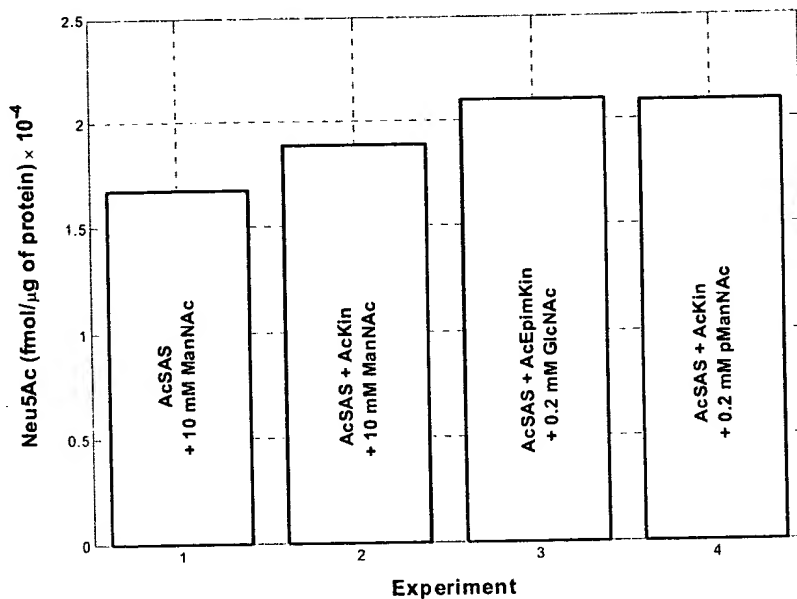 Neu5Ac (fmol/µg of protein) × 10⁻⁴
2.5
2
1.5
1
0.5
0
AcSAS
+ 10 mM ManNAc
AcSAS + AcKin
+ 10 mM ManNAc
AcSAS + AcEpimKin
+ 0.2 mM GlcNAc
AcSAS + AcKin
+ 0.2 mM pManNAc
1
2
3
4
Experiment